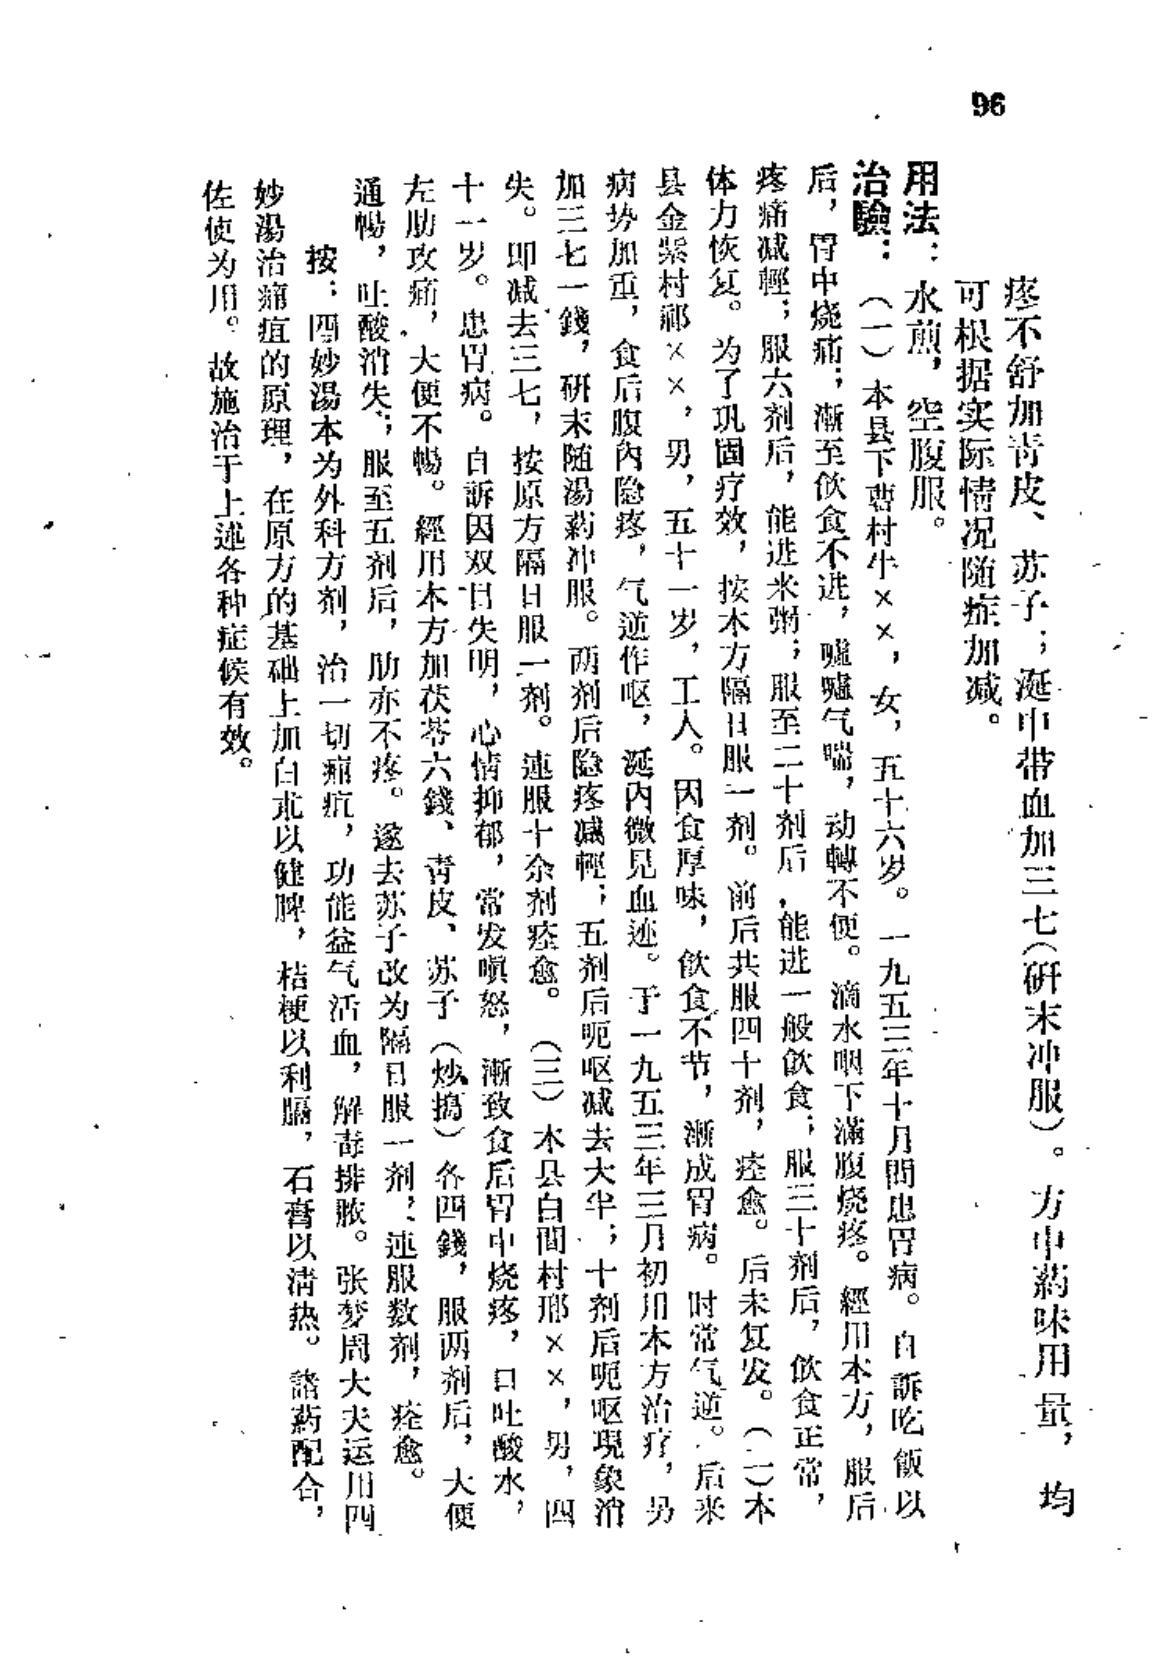 96
疼不舒加青皮、苏子；涎中带血加三七（研末冲服）。方中葯味用量，均
可根据实际情况随症加减。
用法：水煎，空腹服。
治驗：（一）本县下曹村牛××，女，五十六岁。一九五三年十月間患胃病。自訴吃飯以
后，胃中烧痛；漸至飲食不进，噓噓气喘，动轉不便。滴水咽下滿腹烧疼。經用本方，服后
疼痛减輕；服六剂后，能进米粥；服至二十剂后，能进一般飲食；服三十剂后，飲食正常，
体力恢复。为了巩固疗效，按本方隔日服一剂。前后共服四十剂，痊愈。后未复发。（二）本
县金紫村祁××，男，五十一岁，工人。因食厚味，飲食不节，漸成胃病。时常气逆。后来
病势加重，食后腹內隐疼，气逆作呕，涎內微見血迹。于一九五三年三月初用本方治疗，另
加三七一錢，研末随湯葯冲服。两剂后隐疼减輕；五剂后呃呕减去大半；十剂后呃呕現象消
失。即减去三七，按原方隔日服一剂。連服十余剂痊愈。（三）本县自間村邢××，男，四
十一岁。患胃病。自訴因双目失明，心情抑郁，常发嗔怒，漸致食后胃中烧疼，口吐酸水，
左肋攻痛，大便不暢。經用本方加茯苓六錢、青皮、苏子（炒搗）各四錢，服两剂后，大便
通暢，吐酸消失；服至五剂后，肋亦不疼。遂去苏子改为隔日服一剂，連服数剂，痊愈。
按：四妙湯本为外科方剂，治一切痈疽，功能益气活血，解毒排脓。张梦周大夫运用四
妙湯治痈疽的原理，在原方的基础上加白朮以健脾，桔梗以利膈，石膏以淸热。諸葯配合，
佐使为用。故施治于上述各种症候有效。